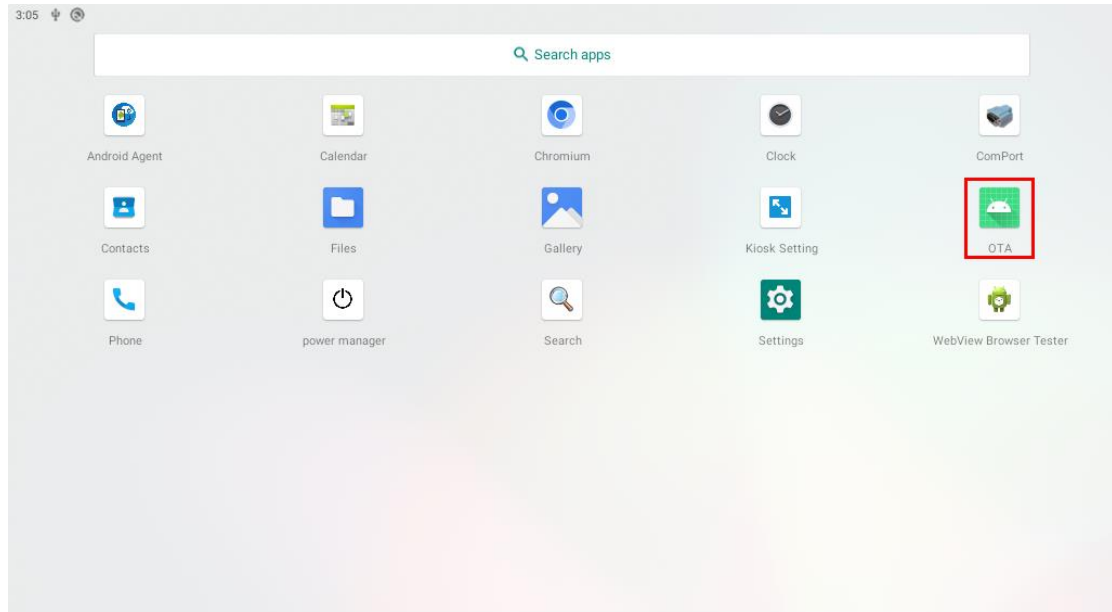 3:05
Search apps
Android Agent
Calendar
Chromium
Clock
ComPort
Contacts
Files
Gallery
Kiosk Setting
OTA
Phone
power manager
Search
Settings
WebView Browser Tester